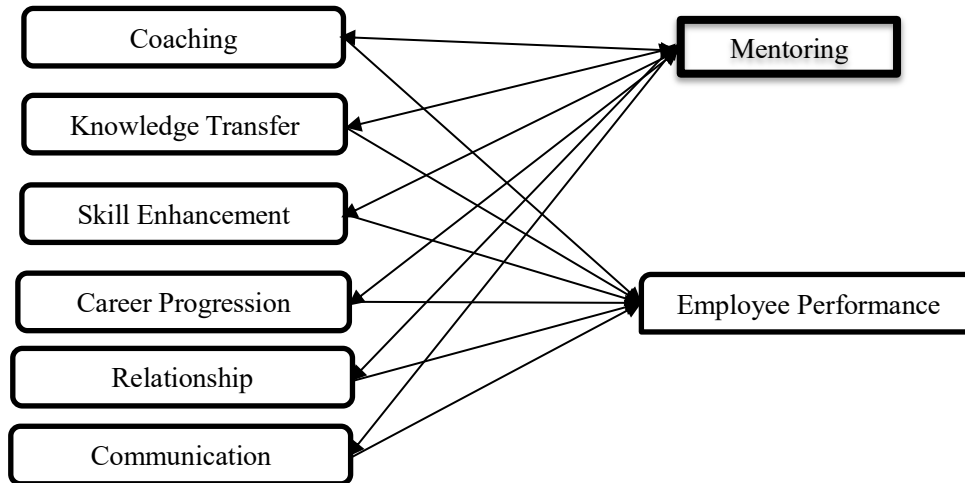 Coaching
Mentoring
Knowledge Transfer
Skill Enhancement
Career Progression
Employee Performance
Relationship
Communication